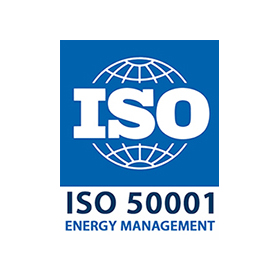 ISO
ISO 50001
ENERGY MANAGEMENT